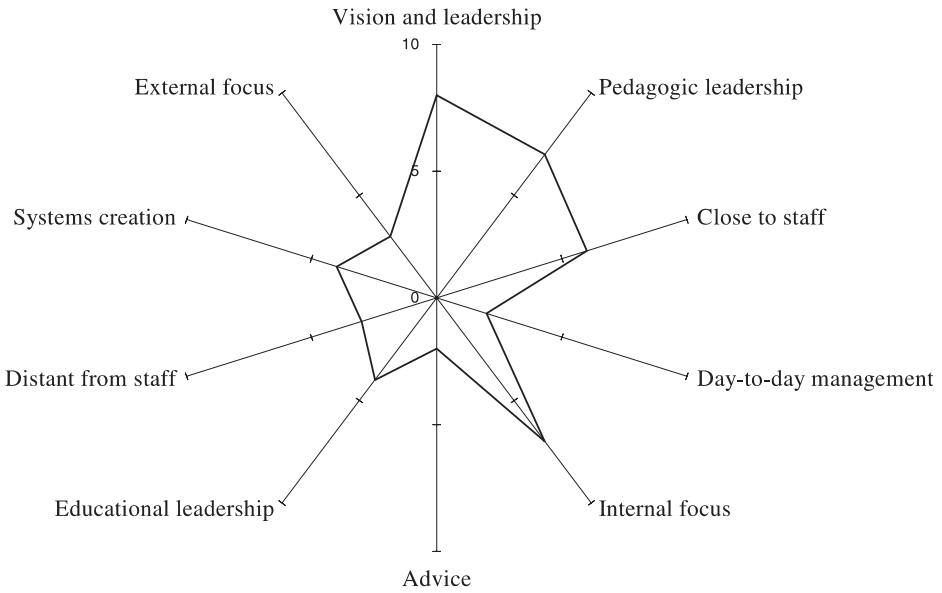 Vision and leadership
10
External focus
Pedagogic leadership
5
Systems creation
Close to staff
0
Distant from staff
Day-to-day management
Educational leadership
Internal focus
Advice